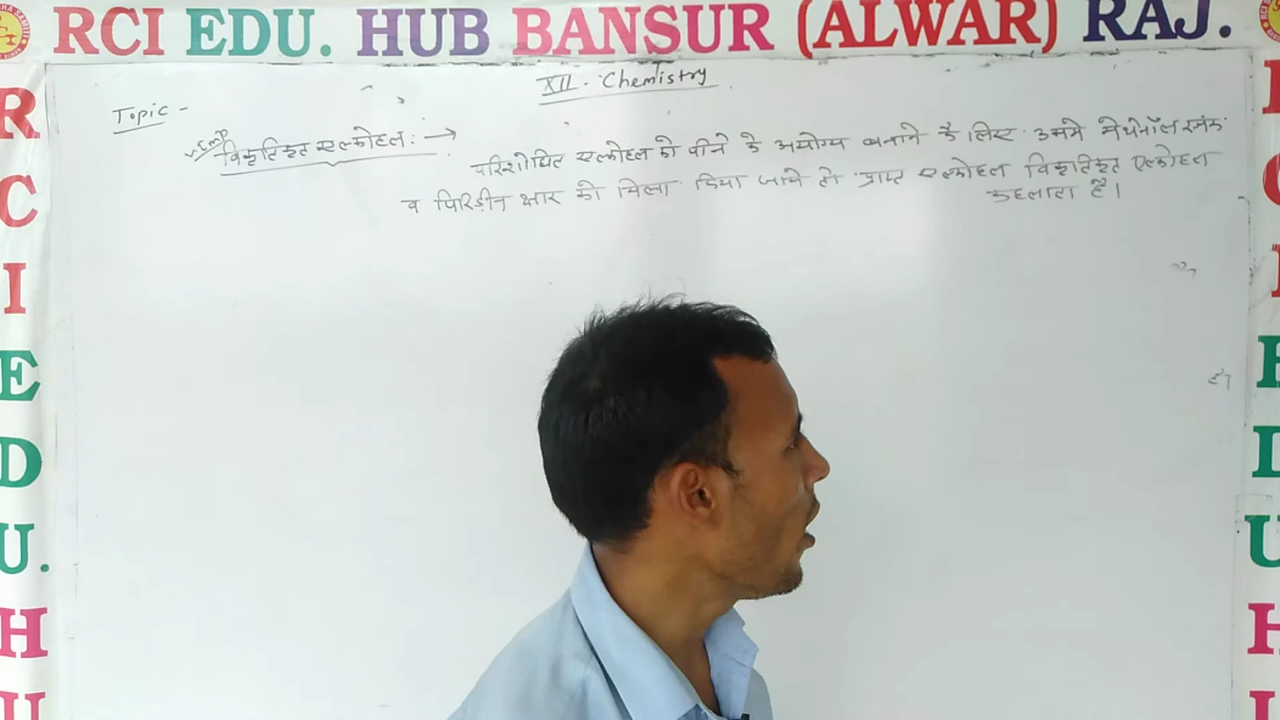 RCI EDU. HUB BANSUR (ALWAR) RAJ.
XII. Chemistry
Topic -
v.Imp
विकृतिकृत एल्कोहल : →
परिशोधित एल्कोहल को पीने के अयोग्य बनाने के लिए उसमे मेथेनॉल
व पिरिडीन क्षार को मिला दिया जाये तो प्राप्त एल्कोहल विकृतिकृत एल्कोहल
कहलाता है।
R
C
I
E
D
U.
H
U